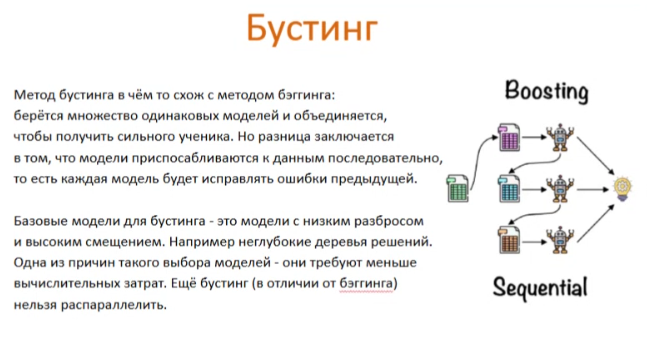 Бустинг
Метод бустинга в чём то схож с методом бэггинга:
берётся множество одинаковых моделей и объединяется,
чтобы получить сильного ученика. Но разница заключается
в том, что модели приспосабливаются к данным последовательно,
то есть каждая модель будет исправлять ошибки предыдущей.
Базовые модели для бустинга - это модели с низким разбросом
и высоким смещением. Например неглубокие деревья решений.
Одна из причин такого выбора моделей - они требуют меньше
вычислительных затрат. Ещё бустинг (в отличии от бэггинга)
нельзя распараллелить.
Boosting
Sequential